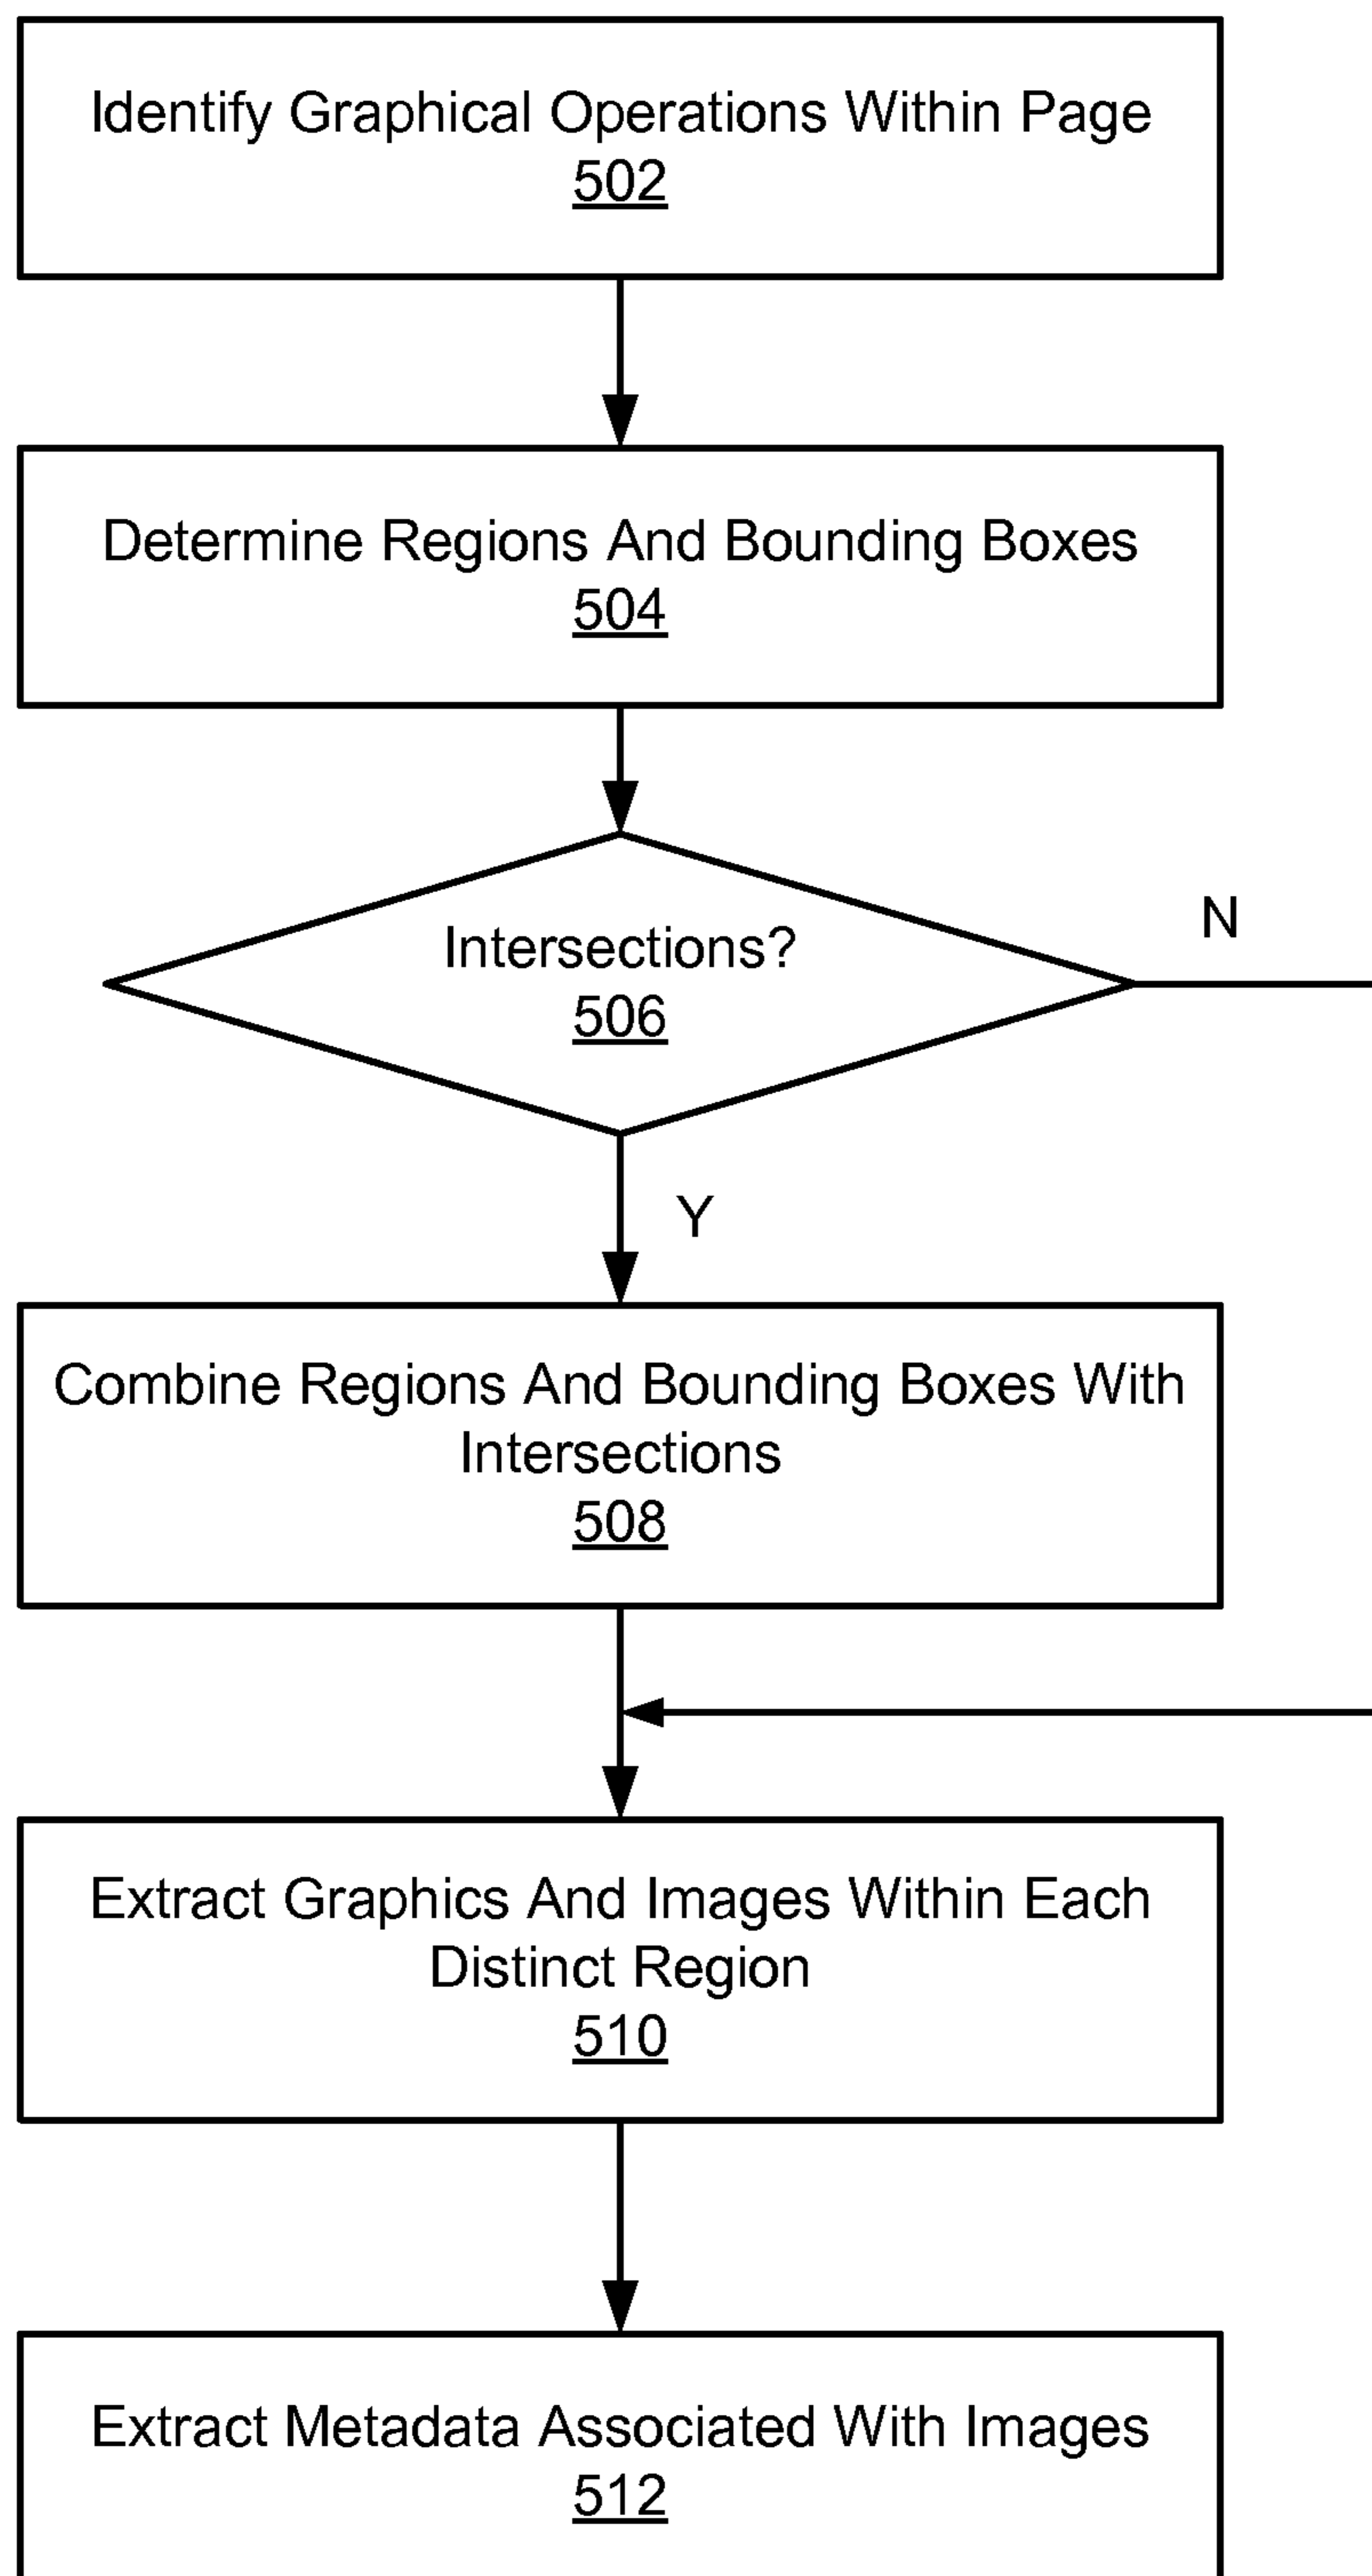 Identify Graphical Operations Within Page
502
Determine Regions And Bounding Boxes
504
Intersections?
506
N
Y
Combine Regions And Bounding Boxes With
Intersections
508
Extract Graphics And Images Within Each
Distinct Region
510
Extract Metadata Associated With Images
512